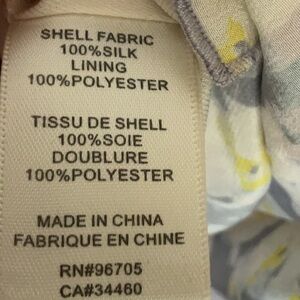 SHELL FABRIC
100%SILK
LINING
100%POLYESTER
TISSU DE SHELL
100%SOIE
DOUBLURE
100%POLYESTER
MADE IN CHINA
FABRIQUE EN CHINE
RN#96705
CA#34460